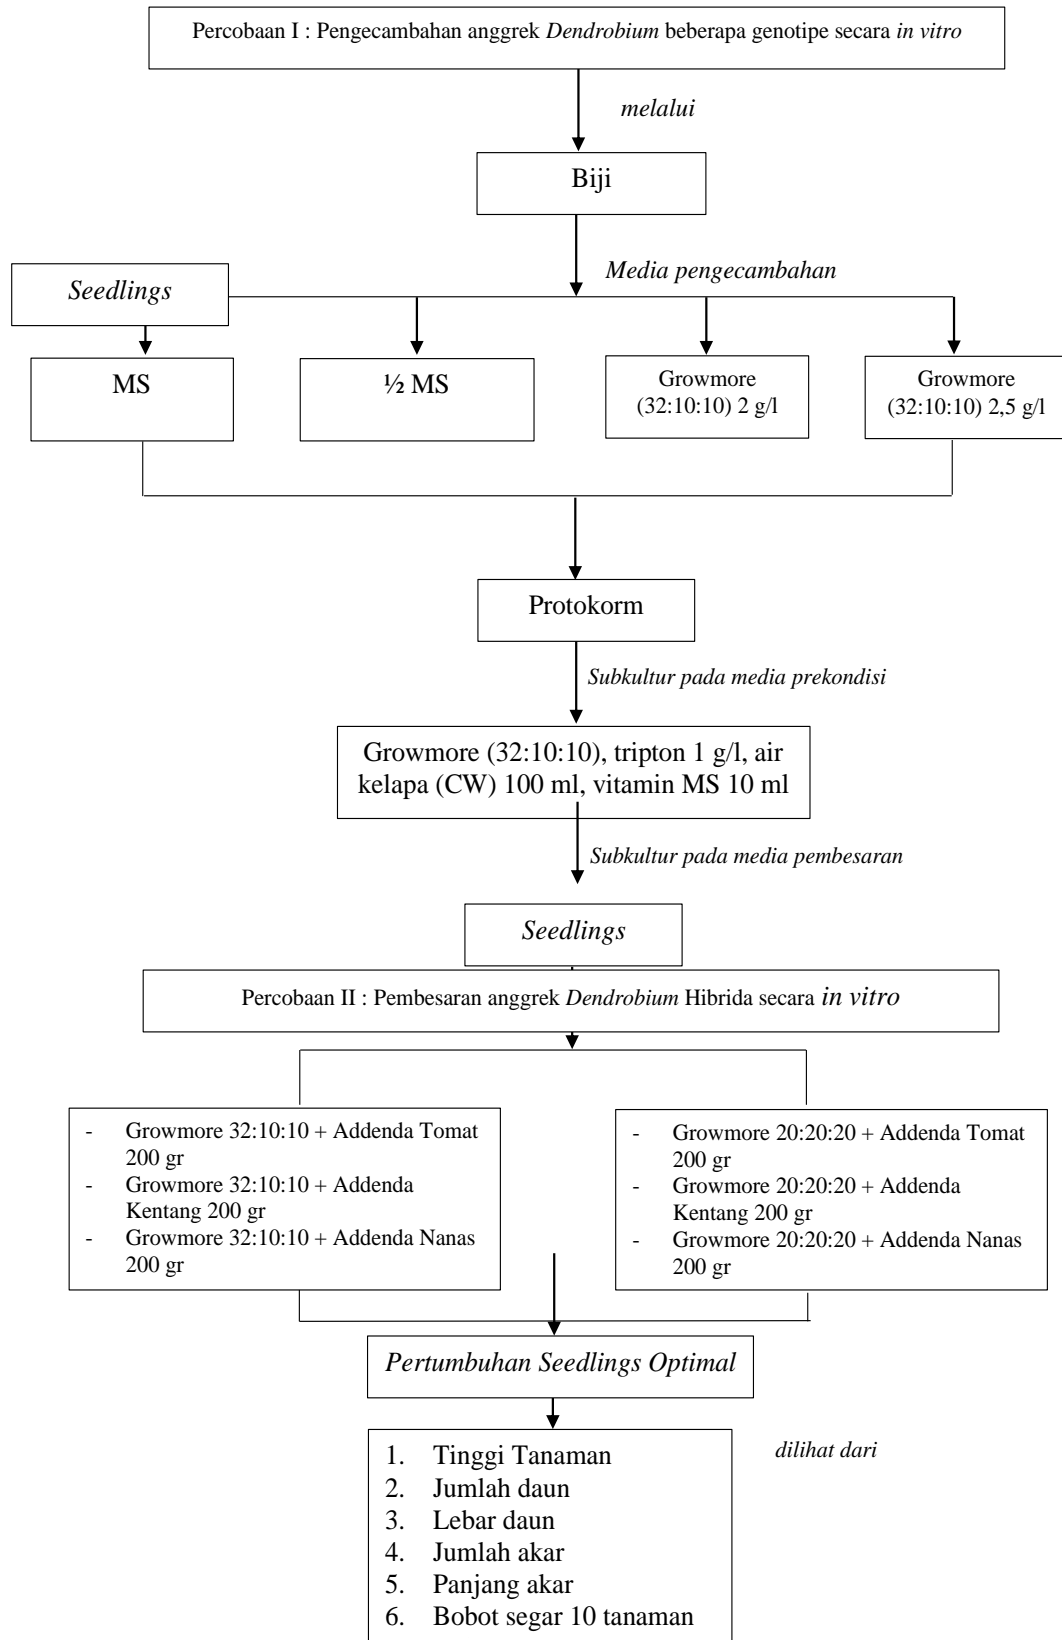 Percobaan I : Pengecambahan anggrek Dendrobium beberapa genotipe secara in vitro
melalui
Biji
Media pengecambahan
Seedlings
MS
½ MS
Growmore
(32:10:10) 2 g/l
Growmore
(32:10:10) 2,5 g/l
Protokorm
Subkultur pada media prekondisi
Growmore (32:10:10), tripton 1 g/l, air
kelapa (CW) 100 ml, vitamin MS 10 ml
Subkultur pada media pembesaran
Seedlings
Percobaan II : Pembesaran anggrek Dendrobium Hibrida secara in vitro
- Growmore 32:10:10 + Addenda Tomat
200 gr
- Growmore 32:10:10 + Addenda
Kentang 200 gr
- Growmore 32:10:10 + Addenda Nanas
200 gr
- Growmore 20:20:20 + Addenda Tomat
200 gr
- Growmore 20:20:20 + Addenda
Kentang 200 gr
- Growmore 20:20:20 + Addenda Nanas
200 gr
Pertumbuhan Seedlings Optimal
dilihat dari
1. Tinggi Tanaman
2. Jumlah daun
3. Lebar daun
4. Jumlah akar
5. Panjang akar
6. Bobot segar 10 tanaman